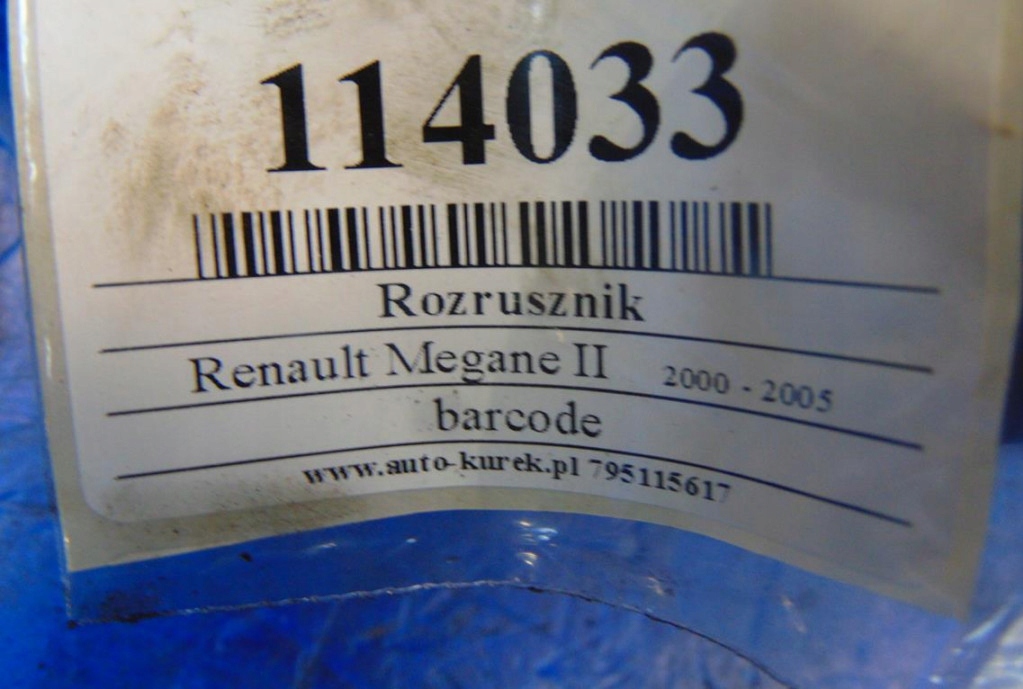 114033
Rozrusznik
Renault Megane II 2000 - 2005
barcode
www.auto-kurek.pl 795115617